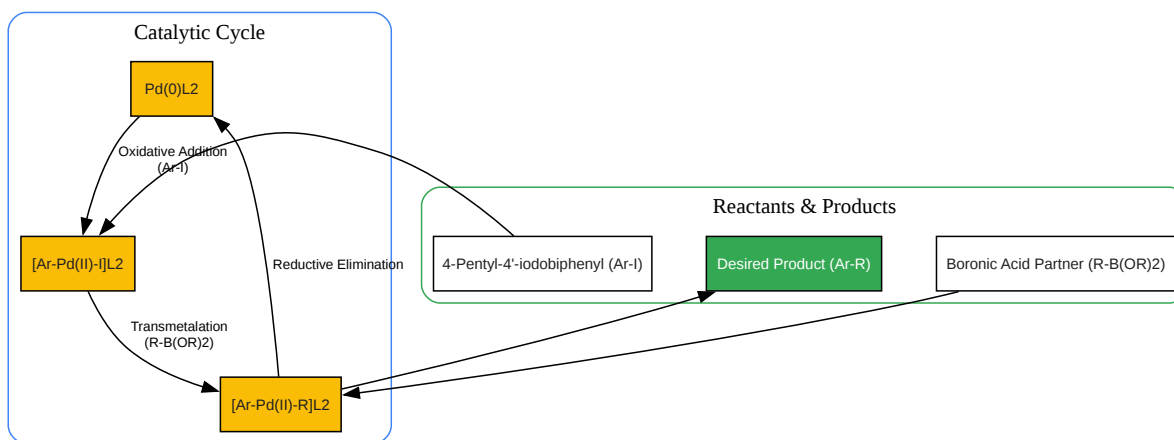 Catalytic Cycle
Pd(0)L2
Oxidative Addition
(Ar-I)
Reactants & Products
[Ar-Pd(II)-I]L2
Reductive Elimination
4-Pentyl-4'-iodobiphenyl (Ar-I)
Desired Product (Ar-R)
Boronic Acid Partner (R-B(OR)2)
Transmetalation
(R-B(OR)2)
[Ar-Pd(II)-R]L2